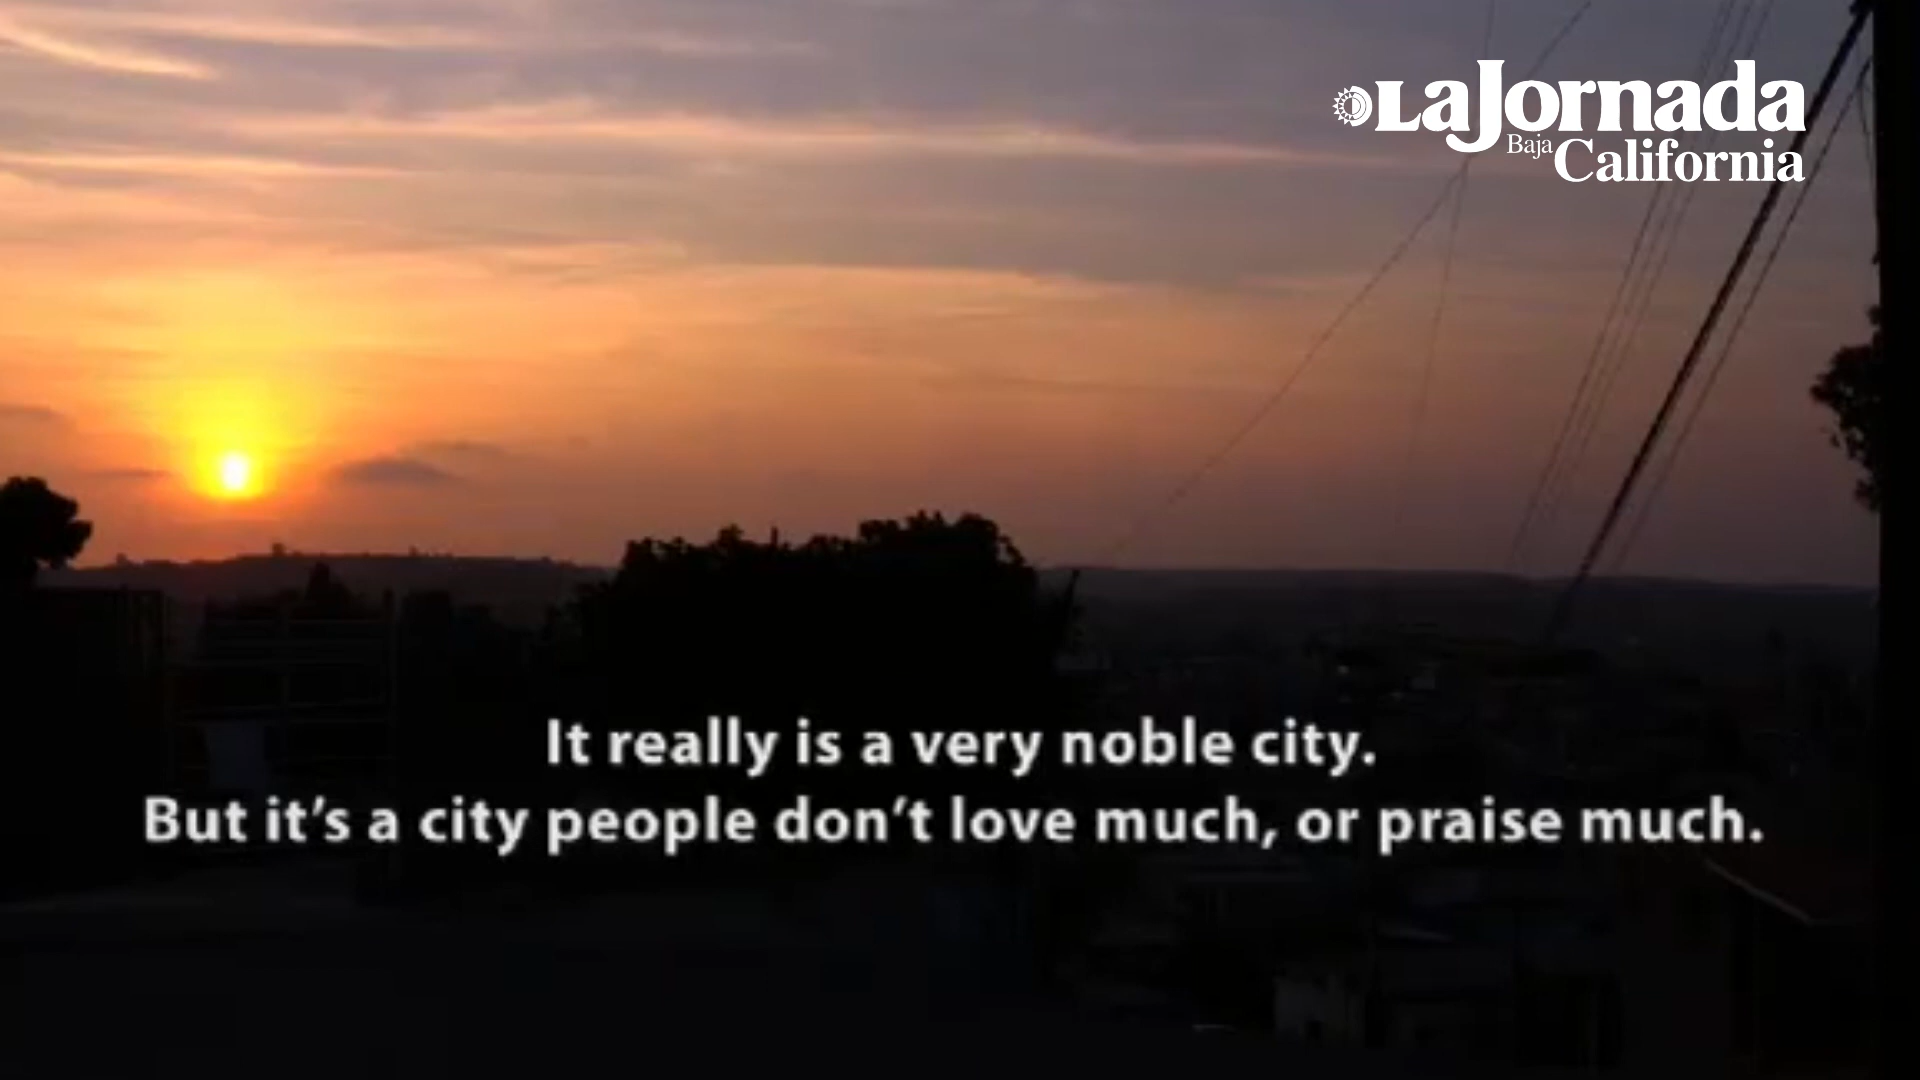 La Jornada
Baja California
It really is a very noble city.
But it's a city people don't love much, or praise much.